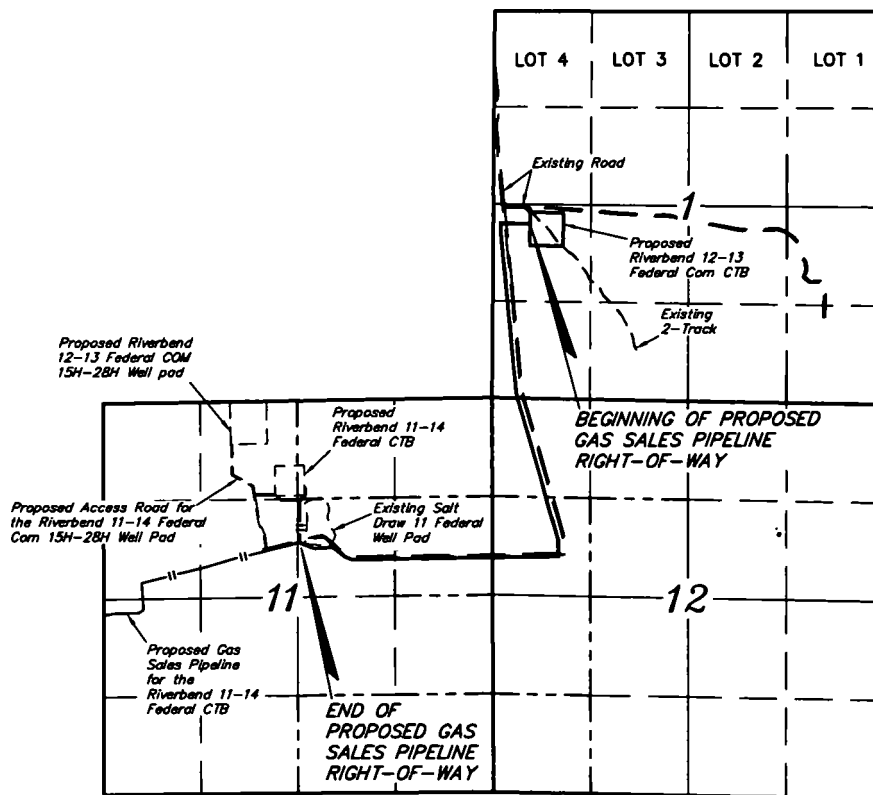 LOT 4 LOT 3 LOT 2 LOT 1
Existing Road
1
Proposed
Riverbend 12-13
Federal Com CTB
Existing
2-Track
Proposed Riverbend
12-13 Federal COM
15H-28H Well pad
Proposed
Riverbend 11-14
Federal CTB
BEGINNING OF PROPOSED
GAS SALES PIPELINE
RIGHT-OF-WAY
Proposed Access Road for
the Riverbend 11-14 Federal
Com 15H-28H Well Pad
Existing Salt
Draw 11 Federal
Well Pad
11
12
Proposed Gas
Sales Pipeline
for the
Riverbend 11-14
Federal CTB
END OF
PROPOSED GAS
SALES PIPELINE
RIGHT-OF-WAY